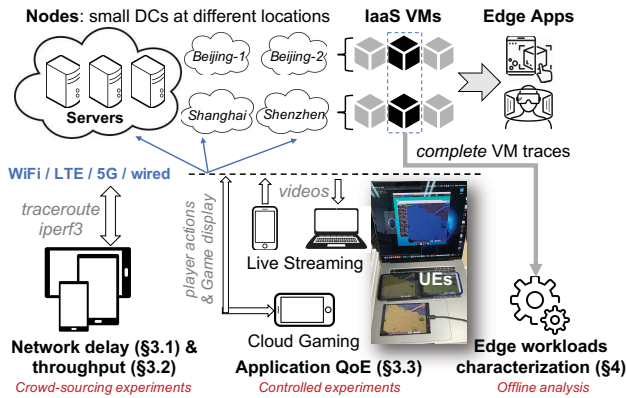 Nodes: small DCs at different locations
IaaS VMs
Edge Apps
Beijing-1
Beijing-2
Servers
Shanghai
Shenzhen
complete VM traces
WiFi / LTE / 5G / wired
traceroute
iperf3
player actions
& Game display
videos
Live Streaming
UEs
Cloud Gaming
Network delay (§3.1) &
throughput (§3.2)
Crowd-sourcing experiments
Application QoE (§3.3)
Controlled experiments
Edge workloads
characterization (§4)
Offline analysis